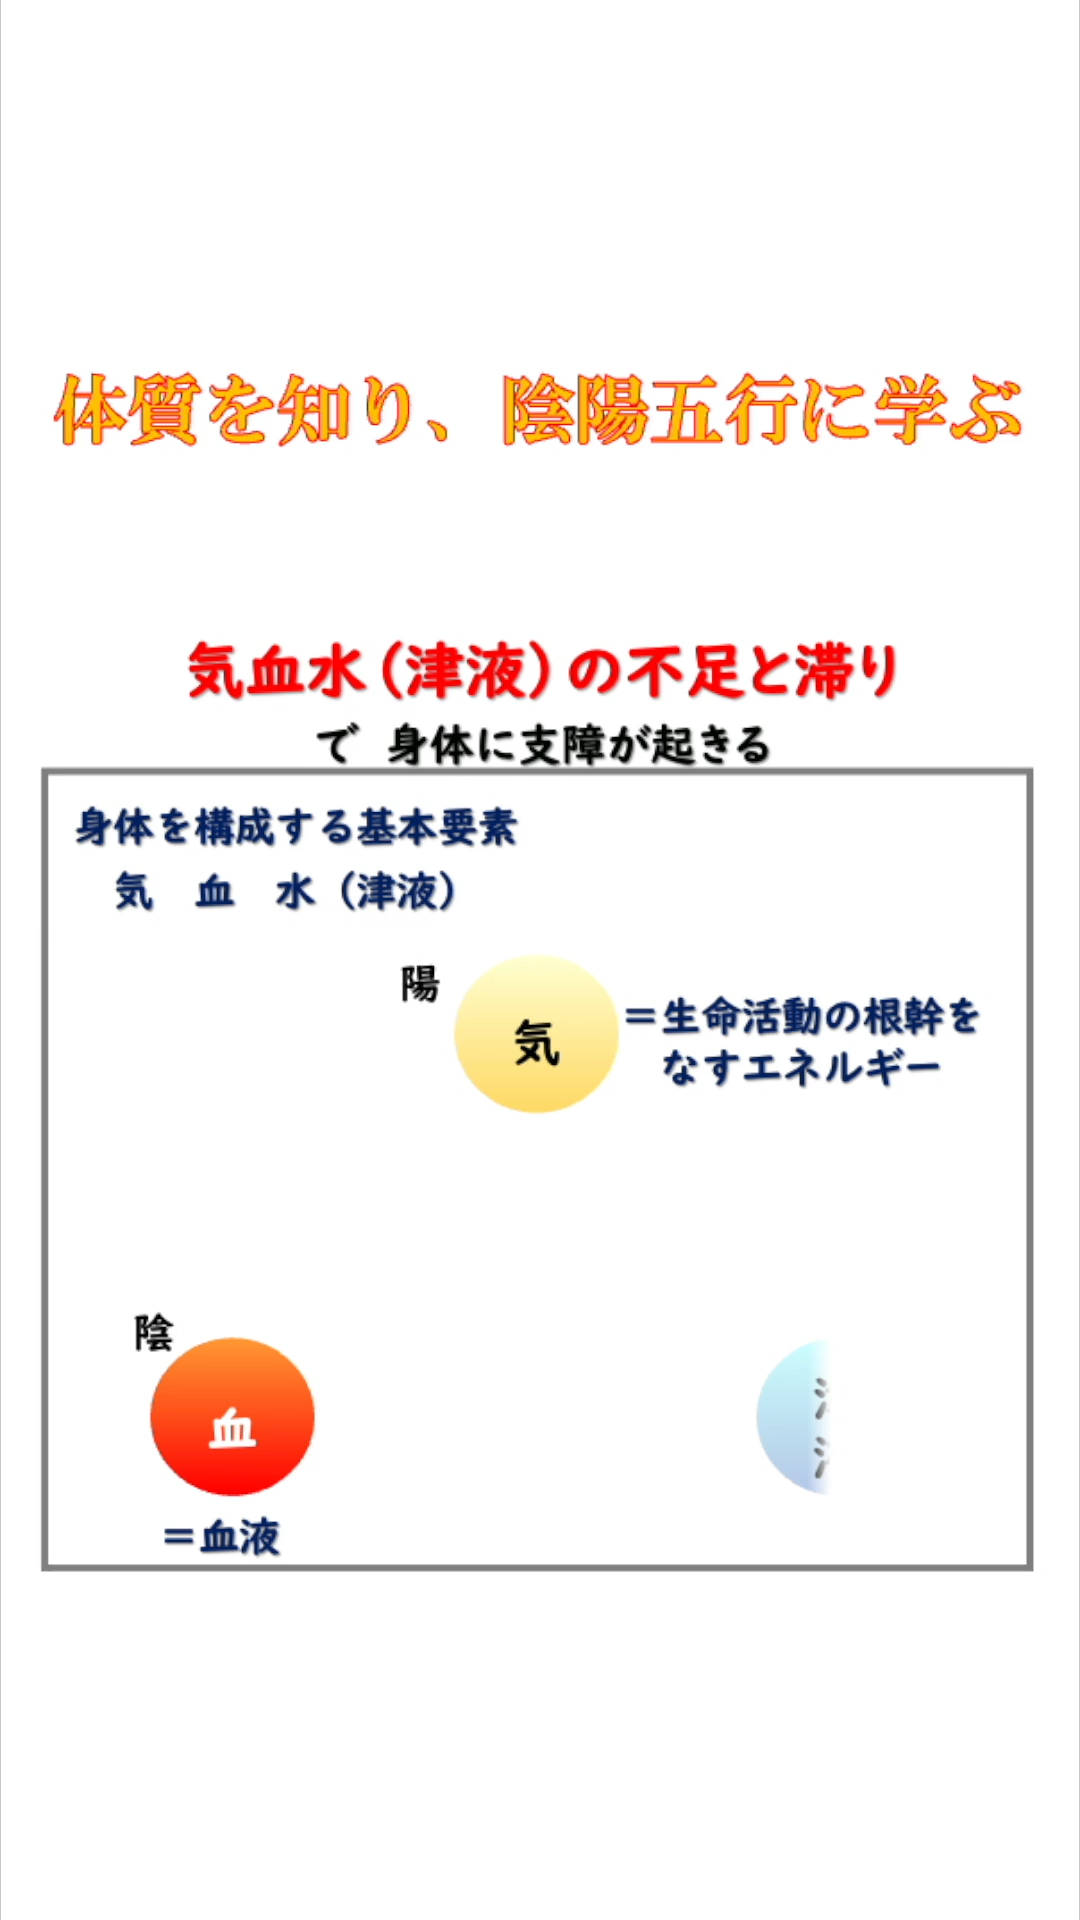 体質を知り、陰陽五行に学ぶ
気血水（津液）の不足と滞り
で　身体に支障が起きる
身体を構成する基本要素
気　血　水（津液）
陽
気
＝生命活動の根幹を
なすエネルギー
陰
血
＝血液